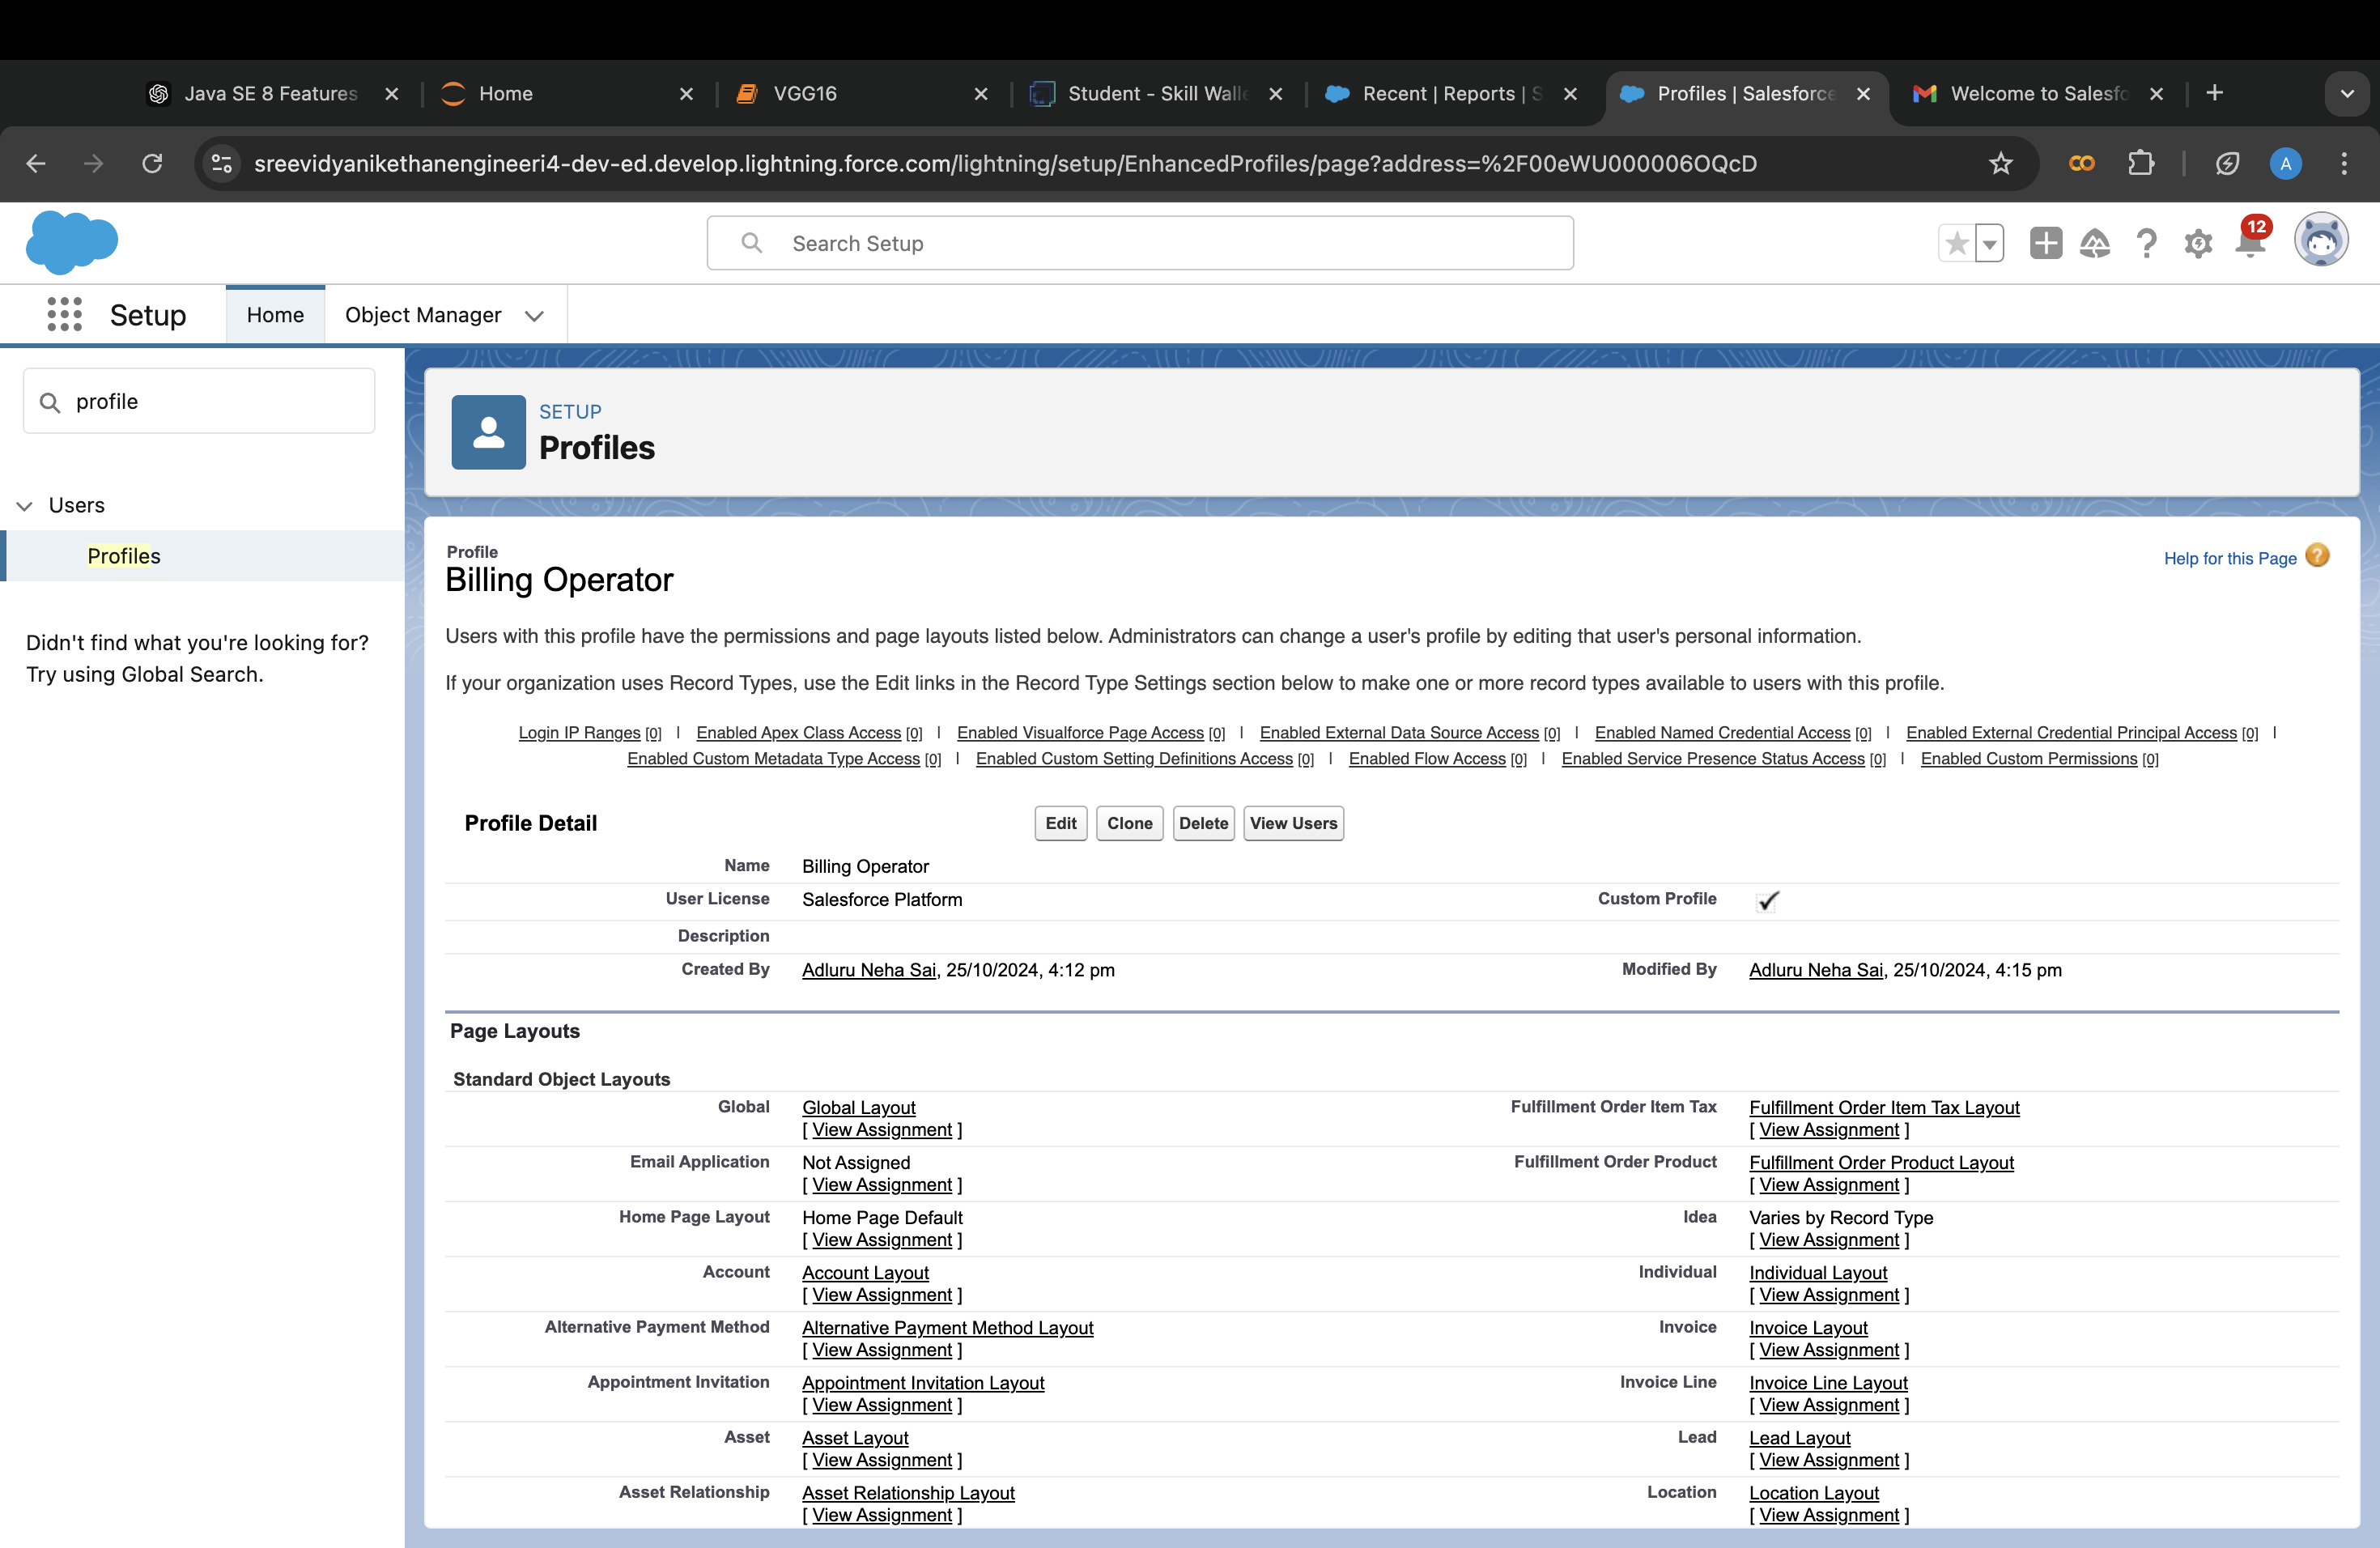 Java SE 8 Features
Home
VGG16
Student - Skill Walle
Recent | Reports | S
Profiles | Salesforce
Welcome to Salesfo
sreevidyanikethanengineeri4-dev-ed.develop.lightning.force.com/lightning/setup/EnhancedProfiles/page?address=%2F00eWU000006OQcD
A
Search Setup
12
Setup
Home
Object Manager
profile
Users
Profiles
Didn't find what you're looking for?
Try using Global Search.
SETUP
Profiles
Profile
Billing Operator
Help for this Page ?
Users with this profile have the permissions and page layouts listed below. Administrators can change a user's profile by editing that user's personal information.
If your organization uses Record Types, use the Edit links in the Record Type Settings section below to make one or more record types available to users with this profile.
Login IP Ranges [0] | Enabled Apex Class Access [0] | Enabled Visualforce Page Access [0] | Enabled External Data Source Access [0] | Enabled Named Credential Access [0] | Enabled External Credential Principal Access [0] |
Enabled Custom Metadata Type Access [0] | Enabled Custom Setting Definitions Access [0] | Enabled Flow Access [0] | Enabled Service Presence Status Access [0] | Enabled Custom Permissions [0]
Profile Detail Edit Clone Delete View Users
Name Billing Operator
User License Salesforce Platform Custom Profile
Description
Created By Adluru Neha Sai, 25/10/2024, 4:12 pm Modified By Adluru Neha Sai, 25/10/2024, 4:15 pm
Page Layouts
Standard Object Layouts
Global Global Layout Fulfillment Order Item Tax Fulfillment Order Item Tax Layout
[ View Assignment ] [ View Assignment ]
Email Application Not Assigned Fulfillment Order Product Fulfillment Order Product Layout
[ View Assignment ] [ View Assignment ]
Home Page Layout Home Page Default Idea Varies by Record Type
[ View Assignment ] [ View Assignment ]
Account Account Layout Individual Individual Layout
[ View Assignment ] [ View Assignment ]
Alternative Payment Method Alternative Payment Method Layout Invoice Invoice Layout
[ View Assignment ] [ View Assignment ]
Appointment Invitation Appointment Invitation Layout Invoice Line Invoice Line Layout
[ View Assignment ] [ View Assignment ]
Asset Asset Layout Lead Lead Layout
[ View Assignment ] [ View Assignment ]
Asset Relationship Asset Relationship Layout Location Location Layout
[ View Assignment ] [ View Assignment ]